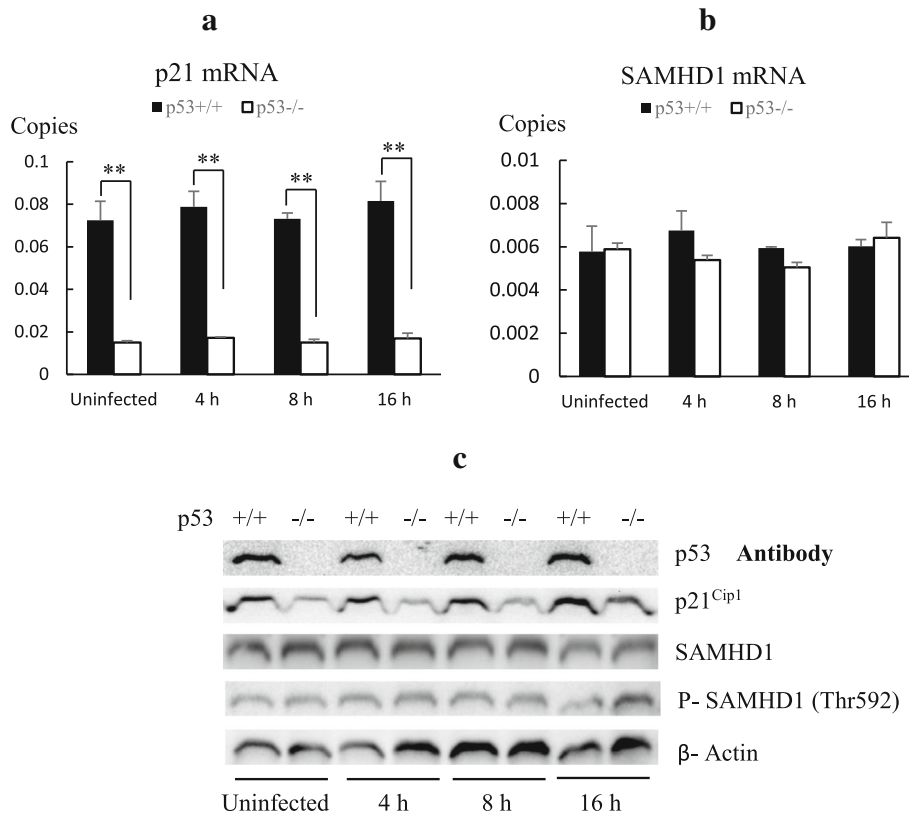 a
p21 mRNA
p53+/+ p53-/-
Copies
0.1
0.08
0.06
0.04
0.02
0
** ** ** **
Uninfected 4 h 8 h 16 h
b
SAMHD1 mRNA
p53+/+ p53-/-
Copies
0.01
0.008
0.006
0.004
0.002
0
Uninfected 4 h 8 h 16 h
c
p53 +/+ -/- +/+ -/- +/+ -/- +/+ -/-
p53 Antibody
p21Cip1
SAMHD1
P- SAMHD1 (Thr592)
β- Actin
Uninfected 4 h 8 h 16 h